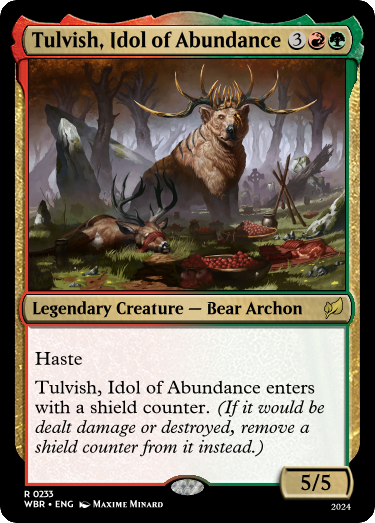 Tulvish, Idol of Abundance 3
Legendary Creature — Bear Archon
Haste
Tulvish, Idol of Abundance enters
with a shield counter. (If it would be
dealt damage or destroyed, remove a
shield counter from it instead.)
5/5
R 0233
WBR • ENG Maxime Minard
2024